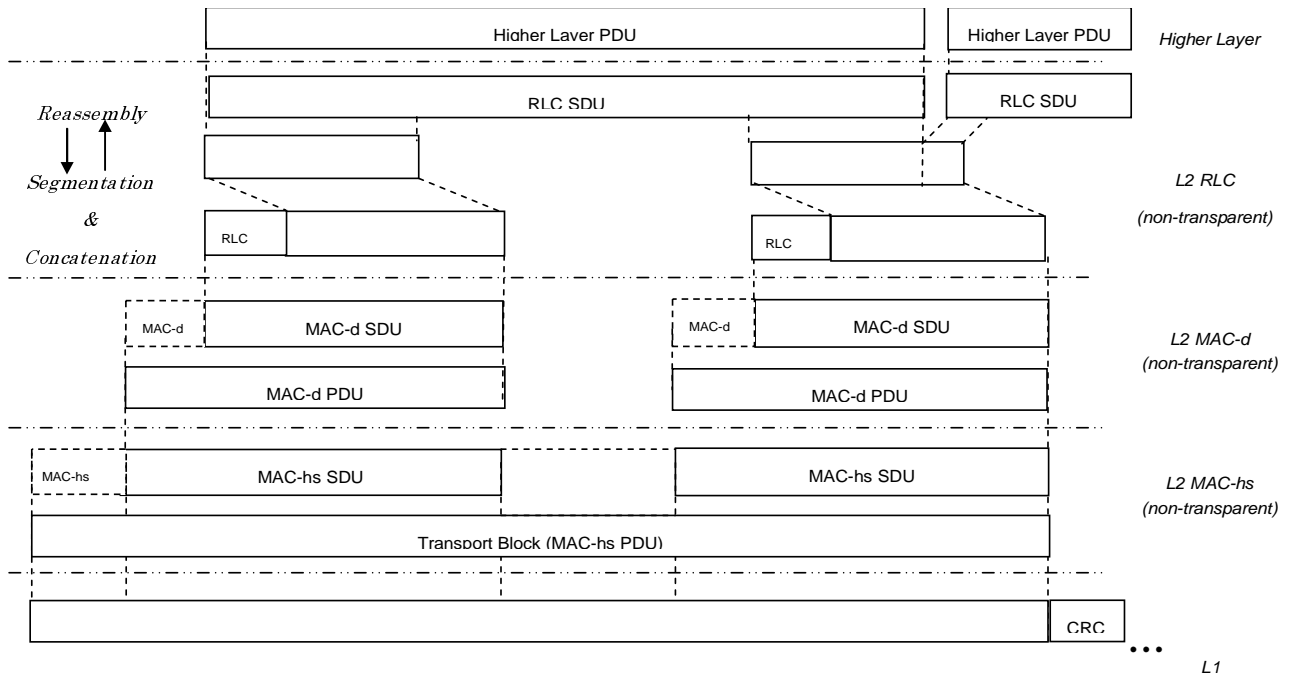 Higher Layer PDU
Higher Layer PDU
Higher Layer
RLC SDU
RLC SDU
Reassembly
Segmentation
&
Concatenation
L2 RLC
(non-transparent)
RLC
RLC
MAC-d
MAC-d SDU
MAC-d
MAC-d SDU
L2 MAC-d
(non-transparent)
MAC-d PDU
MAC-d PDU
MAC-hs
MAC-hs SDU
MAC-hs SDU
L2 MAC-hs
(non-transparent)
Transport Block (MAC-hs PDU)
CRC
L1